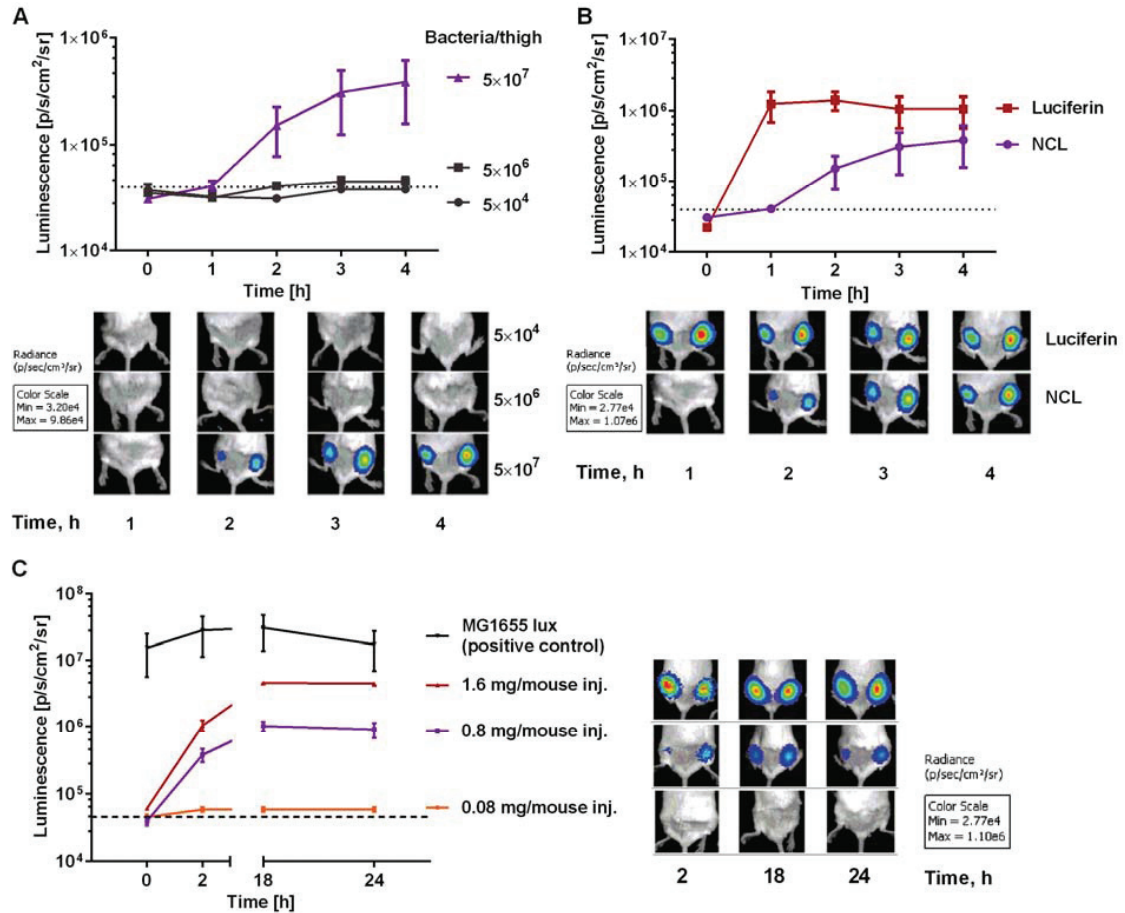 A
Luminescence [p/s/cm²/sr]
1×10⁶
1×10⁵
1×10⁴
0 1 2 3 4
Time [h]
Bacteria/thigh
5×10⁷
5×10⁶
5×10⁴
Radiance
(p/sec/cm²/sr)
Color Scale
Min = 3.20e4
Max = 9.86e4
5×10⁴
5×10⁶
5×10⁷
Time, h 1 2 3 4
B
Luminescence [p/s/cm²/sr]
1×10⁷
1×10⁶
1×10⁵
1×10⁴
0 1 2 3 4
Time [h]
Luciferin
NCL
Radiance
(p/sec/cm²/sr)
Color Scale
Min = 2.77e4
Max = 1.07e6
Luciferin
NCL
Time, h 1 2 3 4
C
Luminescence [p/s/cm²/sr]
10⁸
10⁷
10⁶
10⁵
10⁴
0 2 18 24
Time [h]
MG1655 lux
(positive control)
1.6 mg/mouse inj.
0.8 mg/mouse inj.
0.08 mg/mouse inj.
Radiance
(p/sec/cm²/sr)
Color Scale
Min = 2.77e4
Max = 1.10e6
2 18 24 Time, h